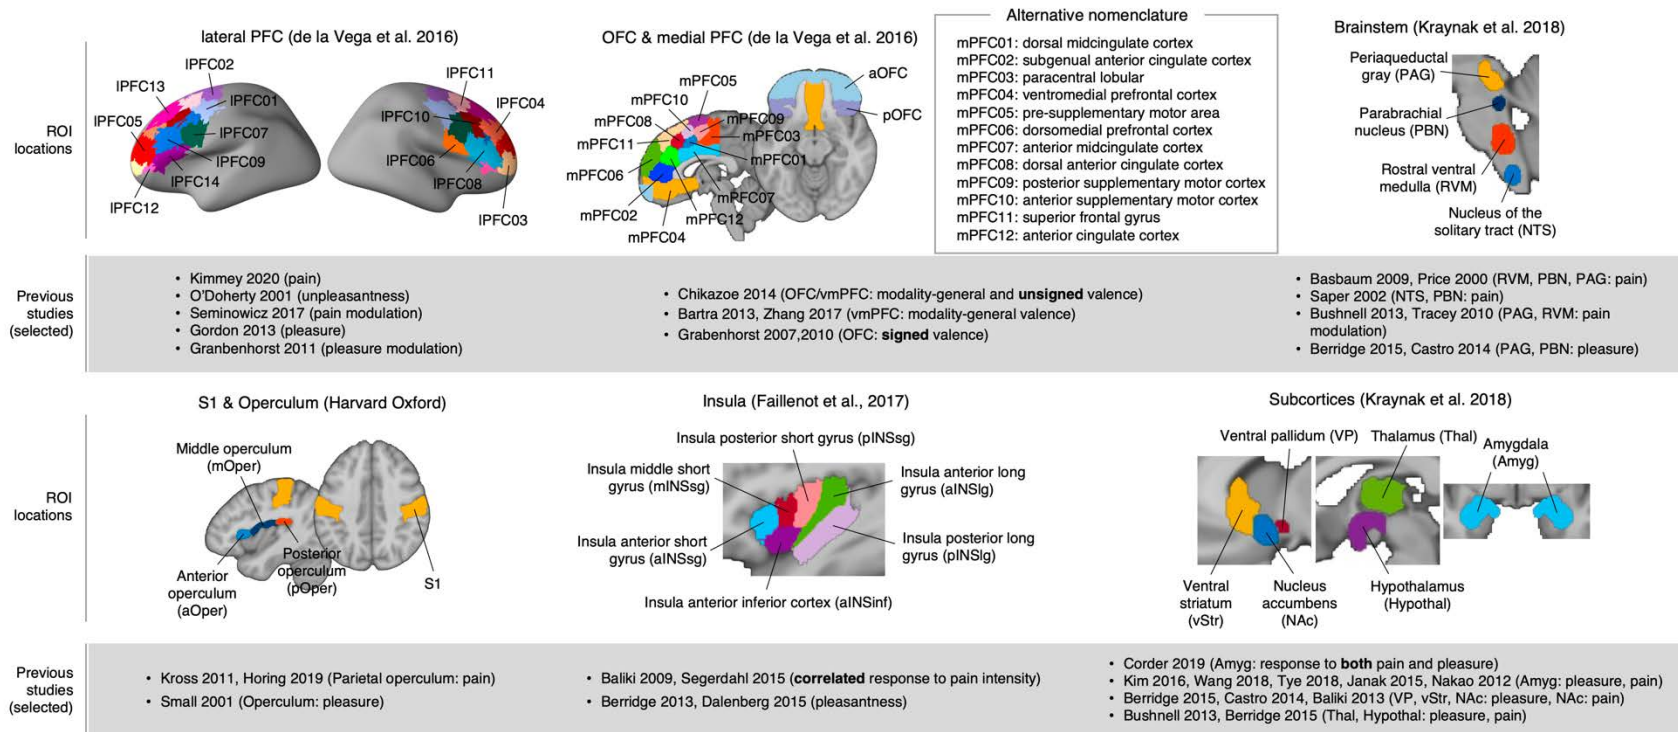 lateral PFC (de la Vega et al. 2016)
lPFC02
lPFC13
lPFC01
lPFC05
lPFC07
lPFC09
lPFC14
lPFC12
lPFC11
lPFC04
lPFC10
lPFC06
lPFC08
lPFC03
ROI
locations
OFC & medial PFC (de la Vega et al. 2016)
mPFC05
mPFC10
mPFC08
mPFC09
mPFC11
mPFC03
mPFC01
mPFC06
mPFC07
mPFC02
mPFC12
mPFC04
aOFC
pOFC
Alternative nomenclature
mPFC01: dorsal midcingulate cortex
mPFC02: subgenual anterior cingulate cortex
mPFC03: paracentral lobular
mPFC04: ventromedial prefrontal cortex
mPFC05: pre-supplementary motor area
mPFC06: dorsomedial prefrontal cortex
mPFC07: anterior midcingulate cortex
mPFC08: dorsal anterior cingulate cortex
mPFC09: posterior supplementary motor cortex
mPFC10: anterior supplementary motor cortex
mPFC11: superior frontal gyrus
mPFC12: anterior cingulate cortex
Brainstem (Kraynak et al. 2018)
Periaqueductal
gray (PAG)
Parabrachial
nucleus (PBN)
Rostral ventral
medulla (RVM)
Nucleus of the
solitary tract (NTS)
Previous
studies
(selected)
• Kimmey 2020 (pain)
• O'Doherty 2001 (unpleasantness)
• Seminowicz 2017 (pain modulation)
• Gordon 2013 (pleasure)
• Granbenhorst 2011 (pleasure modulation)
• Chikazoe 2014 (OFC/vmPFC: modality-general and unsigned valence)
• Bartra 2013, Zhang 2017 (vmPFC: modality-general valence)
• Grabenhorst 2007,2010 (OFC: signed valence)
• Basbaum 2009, Price 2000 (RVM, PBN, PAG: pain)
• Saper 2002 (NTS, PBN: pain)
• Bushnell 2013, Tracey 2010 (PAG, RVM: pain
modulation)
• Berridge 2015, Castro 2014 (PAG, PBN: pleasure)
S1 & Operculum (Harvard Oxford)
Middle operculum
(mOper)
Anterior
operculum
(aOper)
Posterior
operculum
(pOper)
S1
ROI
locations
Insula (Faillenot et al., 2017)
Insula posterior short gyrus (pINSsg)
Insula middle short
gyrus (mINSsg)
Insula anterior long
gyrus (aINSlg)
Insula anterior short
gyrus (aINSsg)
Insula posterior long
gyrus (pINSlg)
Insula anterior inferior cortex (aINSinf)
Subcortices (Kraynak et al. 2018)
Ventral pallidum (VP)
Thalamus (Thal)
Amygdala
(Amyg)
Ventral
striatum
(vStr)
Nucleus
accumbens
(NAc)
Hypothalamus
(Hypothal)
Previous
studies
(selected)
• Kross 2011, Horing 2019 (Parietal operculum: pain)
• Small 2001 (Operculum: pleasure)
• Baliki 2009, Segerdahl 2015 (correlated response to pain intensity)
• Berridge 2013, Dalenberg 2015 (pleasantness)
• Corder 2019 (Amyg: response to both pain and pleasure)
• Kim 2016, Wang 2018, Tye 2018, Janak 2015, Nakao 2012 (Amyg: pleasure, pain)
• Berridge 2015, Castro 2014, Baliki 2013 (VP, vStr, NAc: pleasure, NAc: pain)
• Bushnell 2013, Berridge 2015 (Thal, Hypothal: pleasure, pain)